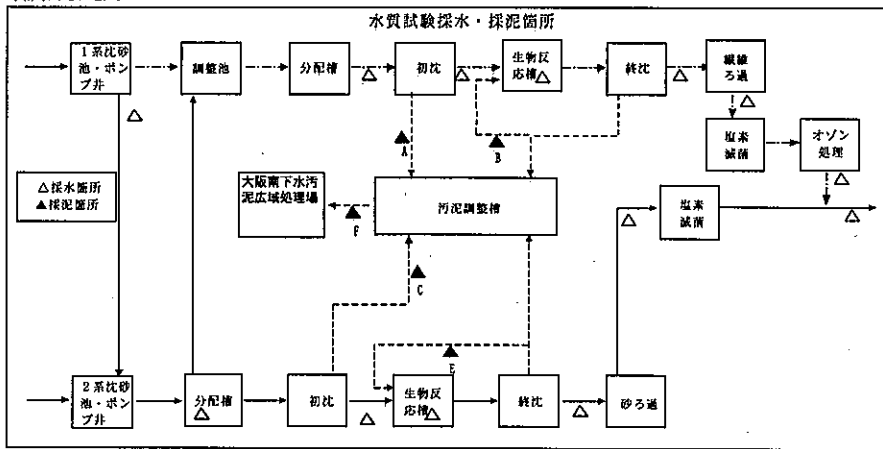 水質試験採水・採泥箇所
1系沈砂
池・ポン
プ井
調整池
分配槽
初沈
生物反
応槽
終沈
繊維
ろ過
塩素
滅菌
オゾン
処理
△採水箇所
▲採泥箇所
A
B
大阪南下水汚
泥広域処理場
F
汚泥調整槽
塩素
滅菌
C
E
2系沈砂
池・ポン
プ井
分配槽
初沈
生物反
応槽
終沈
砂ろ過